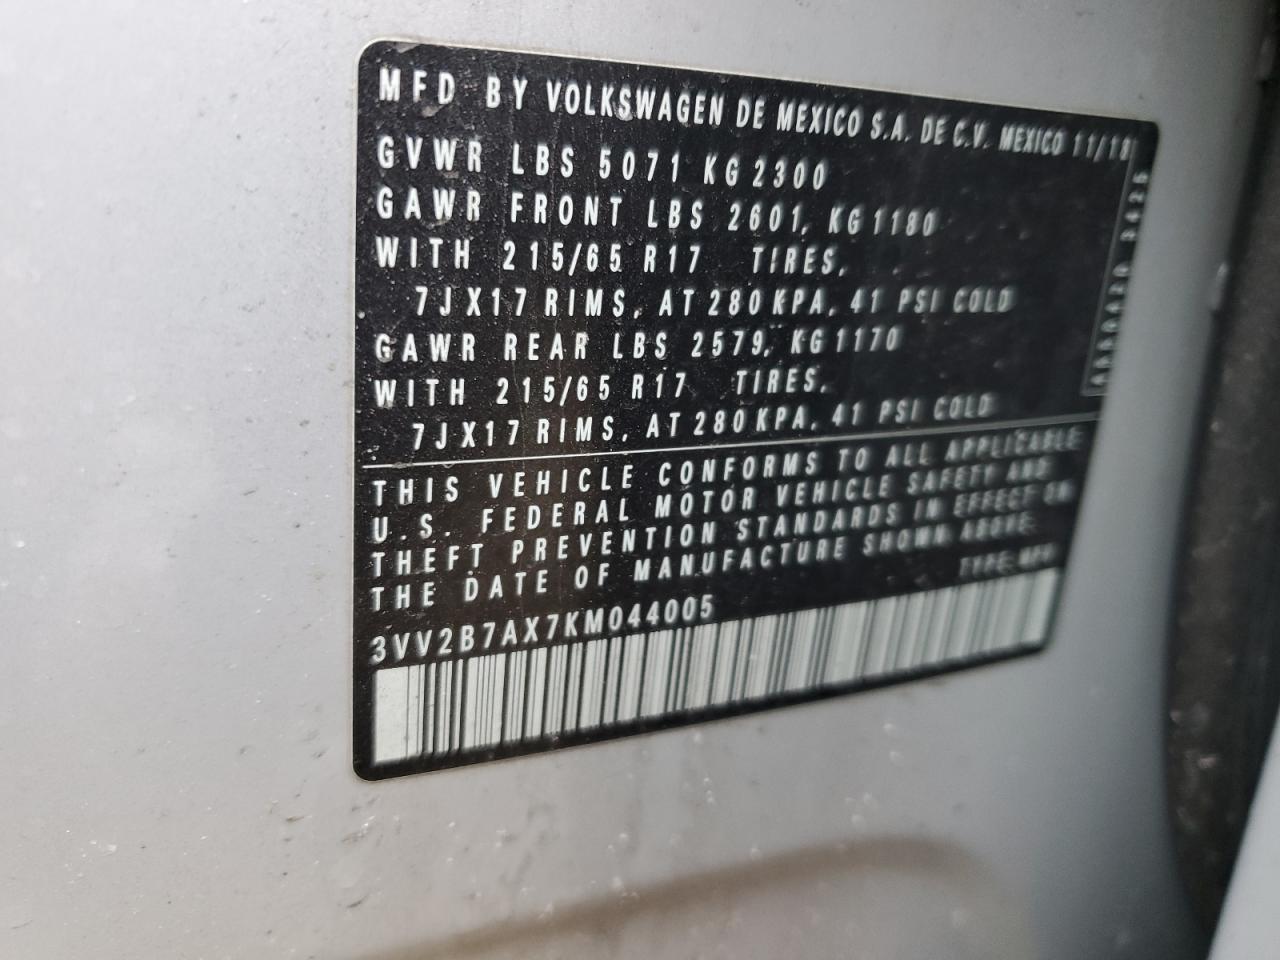 MFD BY VOLKSWAGEN DE MEXICO S.A. DE C.V. MEXICO 11/18
GVWR LBS 5071 KG 2300
GAWR FRONT LBS 2601, KG 1180
WITH 215/65 R17 TIRES,
7JX17 RIMS, AT 280 KPA, 41 PSI COLD
GAWR REAR LBS 2579, KG 1170
WITH 215/65 R17 TIRES,
7JX17 RIMS, AT 280 KPA, 41 PSI COLD
THIS VEHICLE CONFORMS TO ALL APPLICABLE
U.S. FEDERAL MOTOR VEHICLE SAFETY AND
THEFT PREVENTION STANDARDS IN EFFECT ON
THE DATE OF MANUFACTURE SHOWN ABOVE.
TYPE: MPV
3VV2B7AX7KM044005